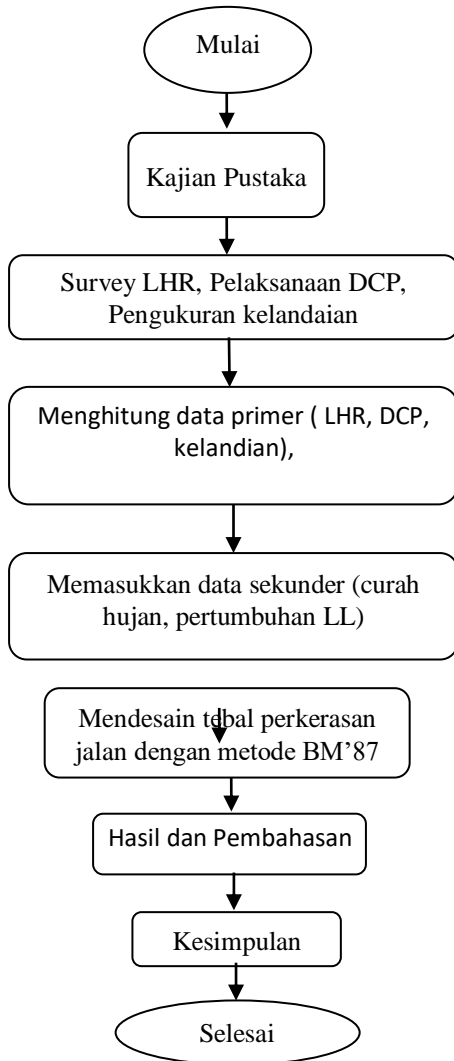 Mulai
Kajian Pustaka
Survey LHR, Pelaksanaan DCP,
Pengukuran kelandaian
Menghitung data primer ( LHR, DCP,
kelandian),
Memasukkan data sekunder (curah
hujan, pertumbuhan LL)
Mendesain tebal perkerasan
jalan dengan metode BM’87
Hasil dan Pembahasan
Kesimpulan
Selesai